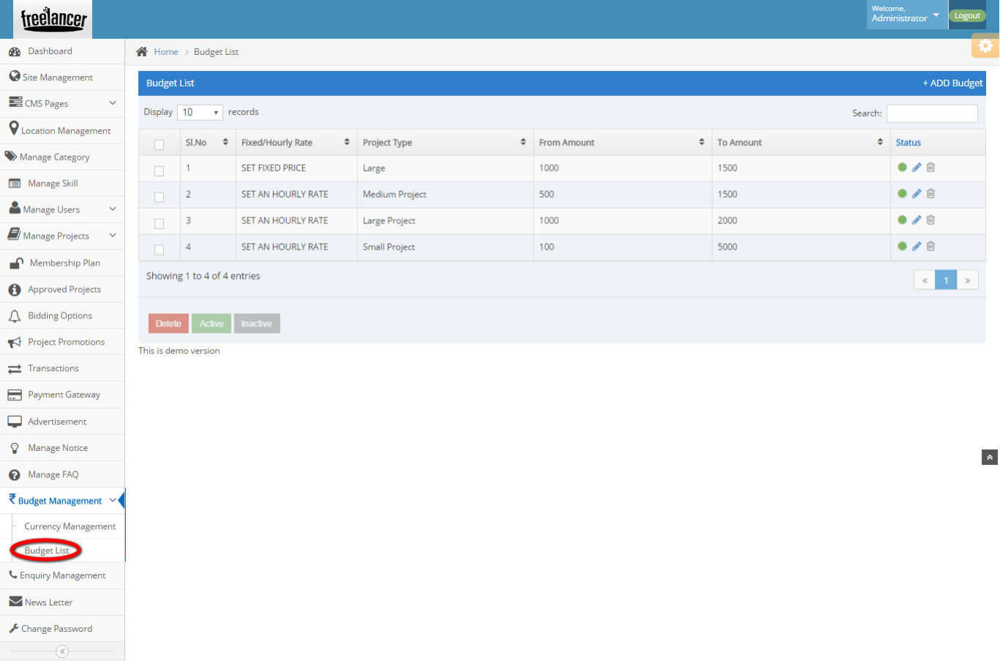 freelancer
Welcome,
Administrator
Logout
Dashboard
Site Management
CMS Pages
Location Management
Manage Category
Manage Skill
Manage Users
Manage Projects
Membership Plan
Approved Projects
Bidding Options
Project Promotions
Transactions
Payment Gateway
Advertisement
Manage Notice
Manage FAQ
₹ Budget Management
Currency Management
Budget List
Enquiry Management
News Letter
Change Password
«
Home > Budget List
Budget List + ADD Budget
Display 10 records Search:
Sl.No Fixed/Hourly Rate Project Type From Amount To Amount Status
1 SET FIXED PRICE Large 1000 1500
2 SET AN HOURLY RATE Medium Project 500 1500
3 SET AN HOURLY RATE Large Project 1000 2000
4 SET AN HOURLY RATE Small Project 100 5000
Showing 1 to 4 of 4 entries
« 1 »
Delete Active Inactive
This is demo version